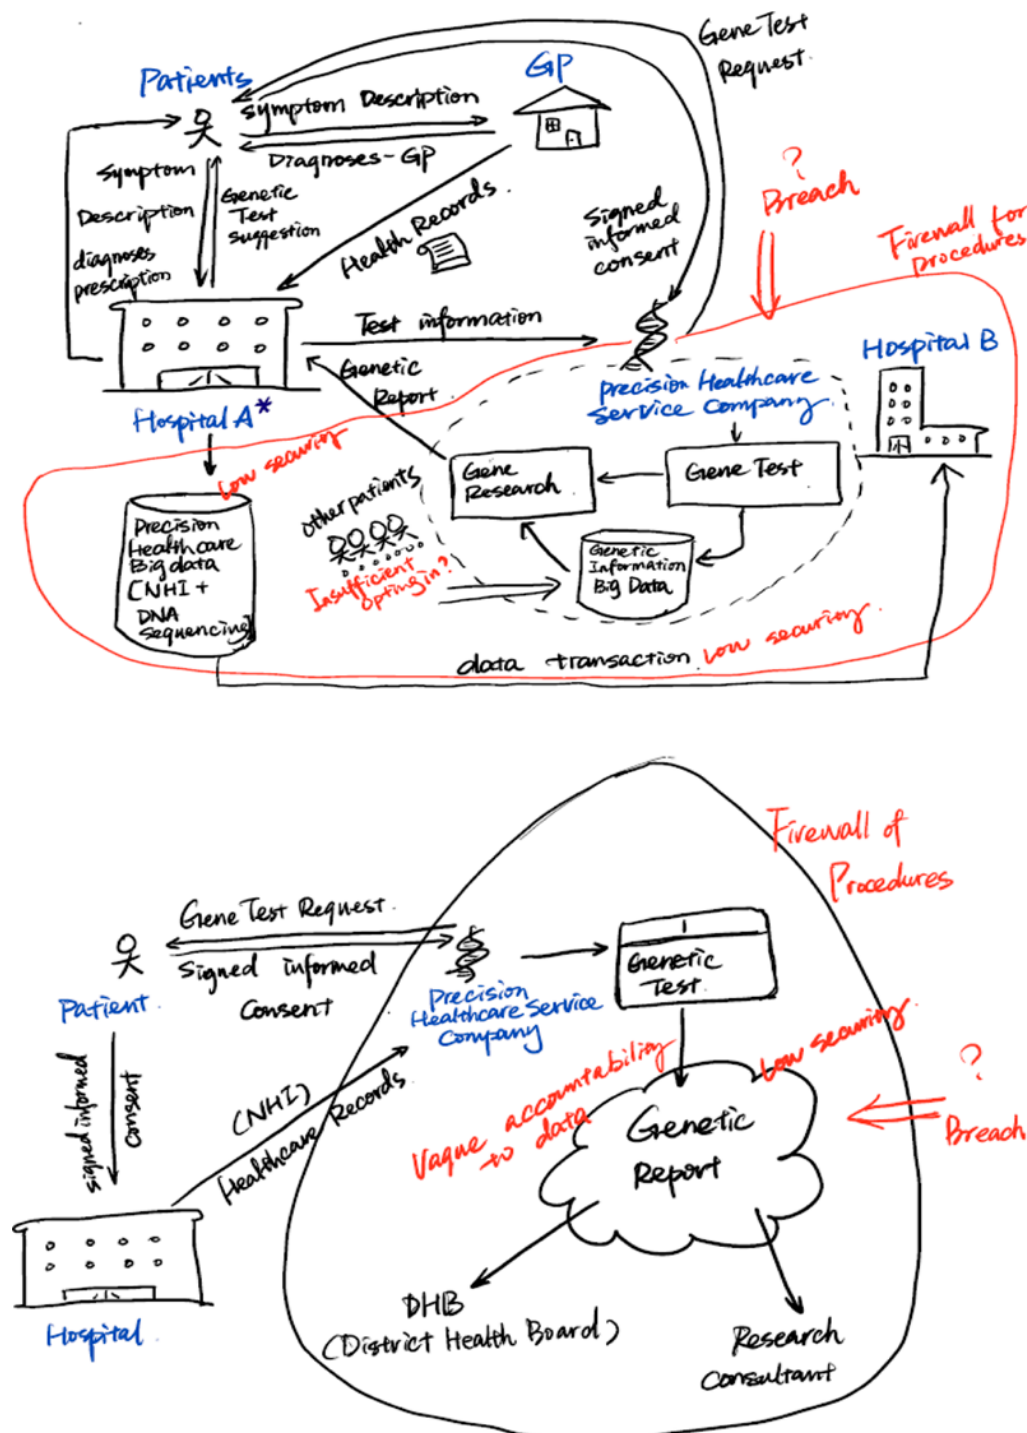 Gene Test
Request.
Patients
GP
Symptom Description
Diagnoses-GP
Symptom
Description
diagnoses
prescription
Genetic
Test
suggestion
Health Records.
Signed
informed
consent
?
Breach
Firewall for
procedures
Test information
Genetic
Report
Hospital A*
Hospital B
Precision Healthcare
Service Company.
Low securing
Gene
Research
Gene Test
other patients
Insufficient
opting in?
Genetic
Information
Big Data
Precision
Healthcare
Big data
(NHI +
DNA
Sequencing)
data transaction.
Low securing.
Firewall of
Procedures
Gene Test Request.
Signed informed
Consent
Patient.
Precision
Healthcare Service
Company
Genetic
Test.
signed informed
consent
(NHI)
Healthcare Records
Vague accountability
to data
Low securing.
?
Breach
Genetic
Report
Hospital.
DHB
(District Health Board)
Research
Consultant